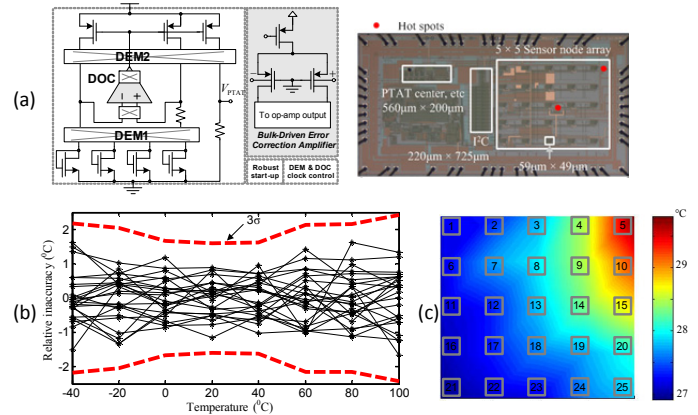 (a)
DEM2
DOC
− +
V_PTAT
DEM1
− +
To op-amp output
Bulk-Driven Error
Correction Amplifier
Robust
start-up
DEM & DOC
clock control
Hot spots
5 × 5 Sensor node array
PTAT center, etc
560μm × 200μm
I²C
220μm × 725μm
59μm × 49μm
(b)
Relative inaccuracy (°C)
2
1
0
-1
-2
3σ
-40 -20 0 20 40 60 80 100
Temperature (°C)
(c)
°C
1 2 3 4 5
6 7 8 9 10
11 12 13 14 15
16 17 18 19 20
21 22 23 24 25
29
28
27